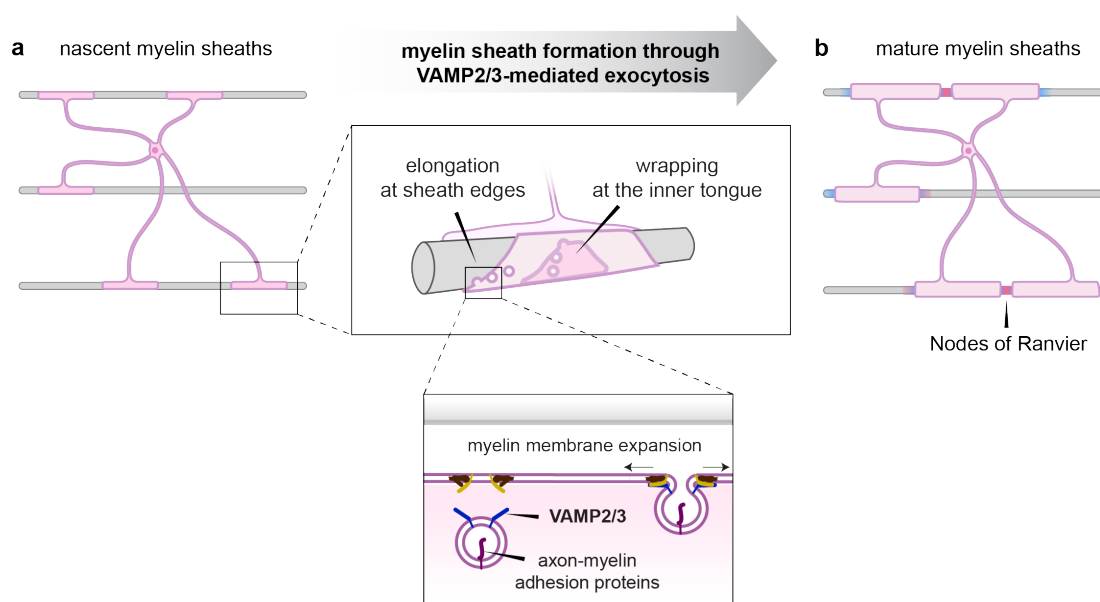 a
nascent myelin sheaths
myelin sheath formation through
VAMP2/3-mediated exocytosis
b
mature myelin sheaths
elongation
at sheath edges
wrapping
at the inner tongue
Nodes of Ranvier
myelin membrane expansion
VAMP2/3
axon-myelin
adhesion proteins